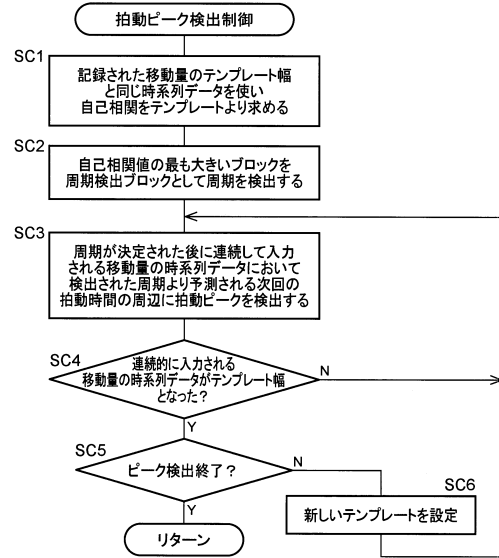 拍動ピーク検出制御
SC1
記録された移動量のテンプレート幅
と同じ時系列データを使い
自己相関をテンプレートより求める
SC2
自己相関値の最も大きいブロックを
周期検出ブロックとして周期を検出する
SC3
周期が決定された後に連続して入力
される移動量の時系列データにおいて
検出された周期より予測される次回の
拍動時間の周辺に拍動ピークを検出する
SC4
連続的に入力される
移動量の時系列データがテンプレート幅
となった?
N
Y
SC5
ピーク検出終了?
N
Y
SC6
新しいテンプレートを設定
リターン